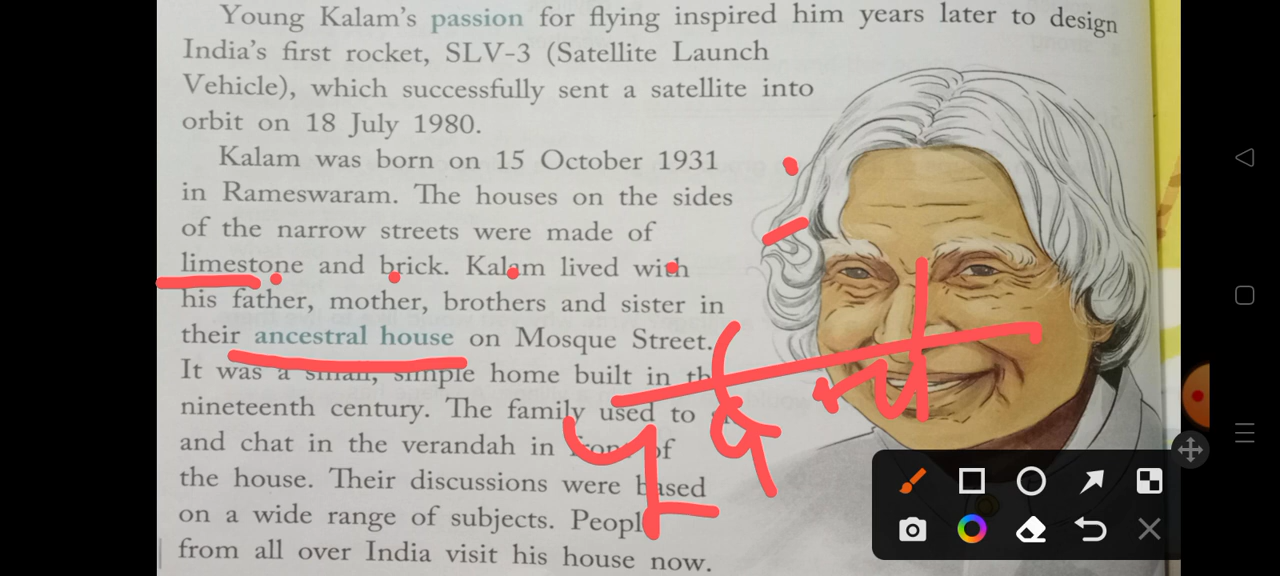 Young Kalam's passion for flying inspired him years later to design
India's first rocket, SLV-3 (Satellite Launch
Vehicle), which successfully sent a satellite into
orbit on 18 July 1980.
Kalam was born on 15 October 1931
in Rameswaram. The houses on the sides
of the narrow streets were made of
limestone and brick. Kalam lived with
his father, mother, brothers and sister in
their ancestral house on Mosque Street.
It was a small, simple home built in
nineteenth century. The family used to
and chat in the verandah in front of
the house. Their discussions were based
on a wide range of subjects. People
from all over India visit his house now.